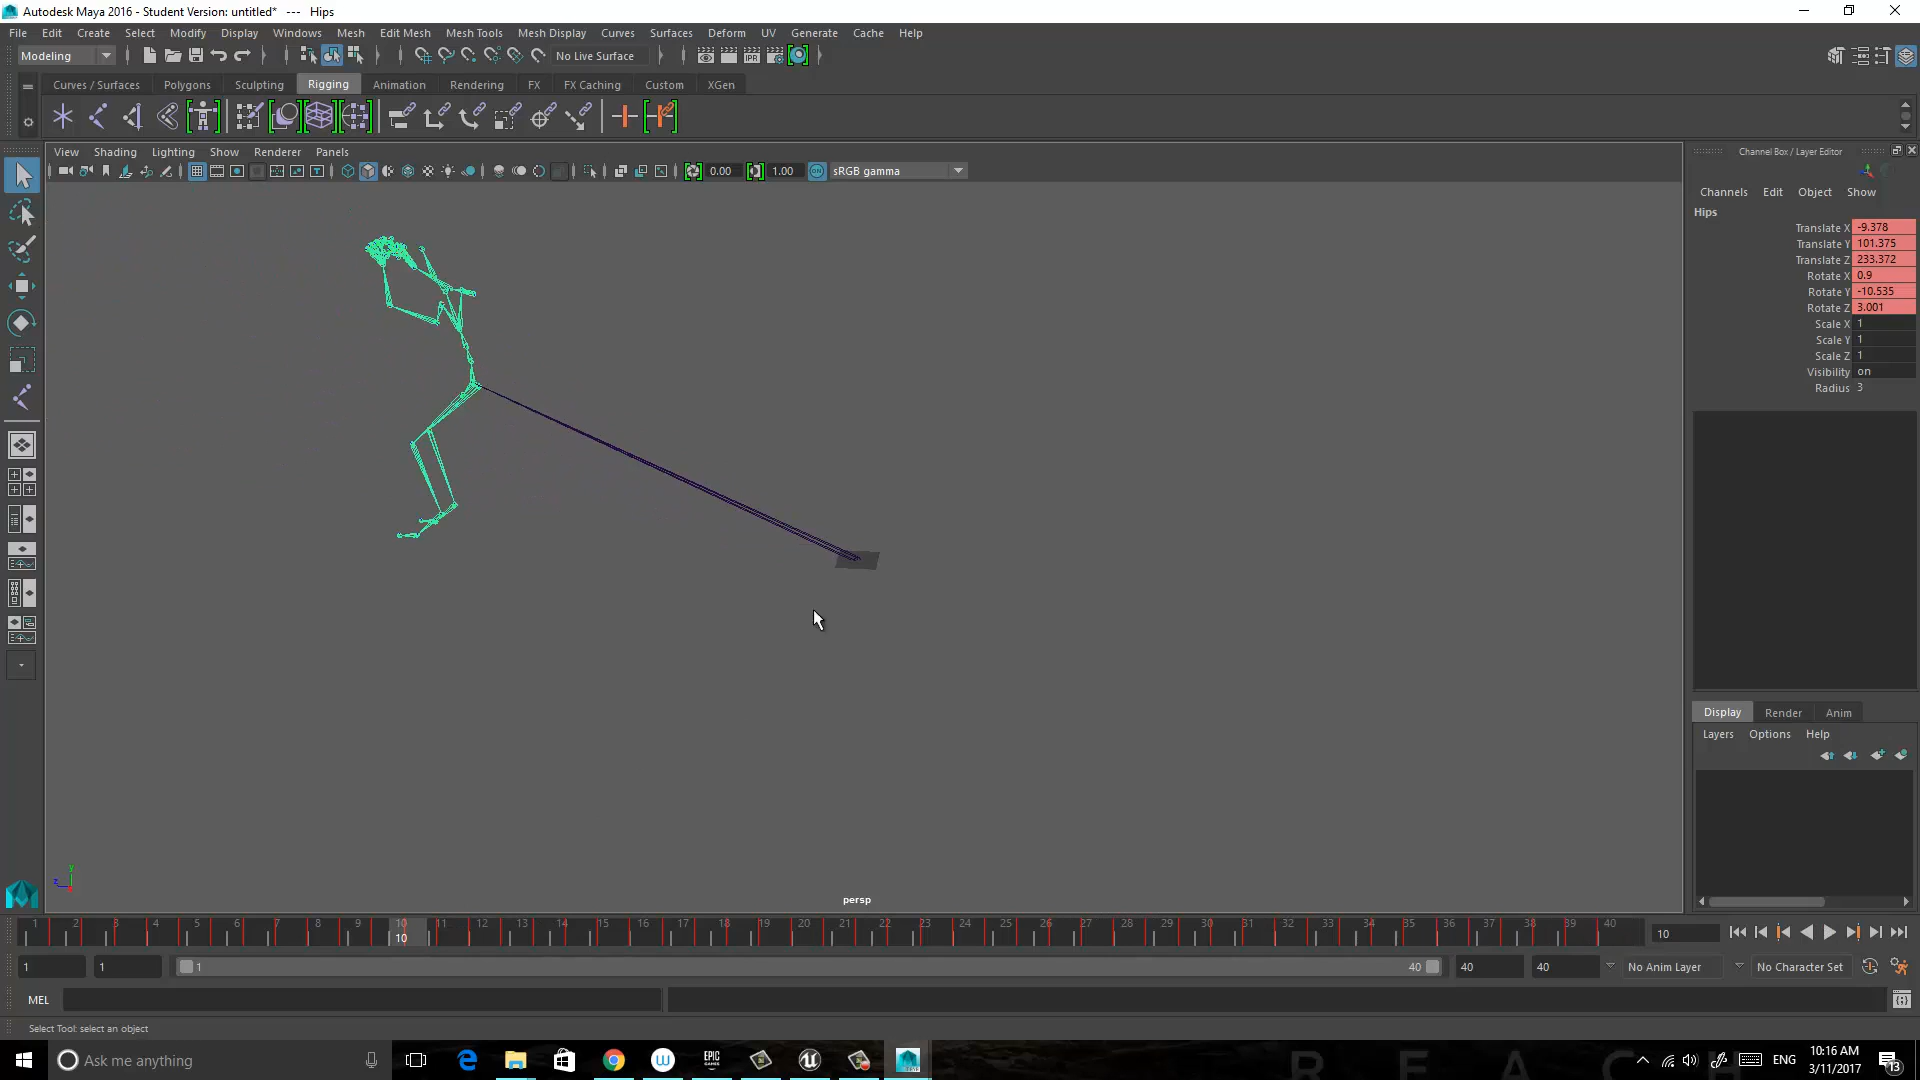 Autodesk Maya 2016 - Student Version: untitled* --- Hips
File Edit Create Select Modify Display Windows Mesh Edit Mesh Mesh Tools Mesh Display Curves Surfaces Deform UV Generate Cache Help
Modeling No Live Surface
Curves / Surfaces Polygons Sculpting Rigging Animation Rendering FX FX Caching Custom XGen
View Shading Lighting Show Renderer Panels
0.00 1.00 sRGB gamma
Channel Box / Layer Editor
Channels Edit Object Show
Hips
Translate X -9.378
Translate Y 101.375
Translate Z 233.372
Rotate X 0.9
Rotate Y -10.535
Rotate Z 3.001
Scale X 1
Scale Y 1
Scale Z 1
Visibility on
Radius 3
Display Render Anim
Layers Options Help
y
z
persp
1 2 3 4 5 6 7 8 9 10 11 12 13 14 15 16 17 18 19 20 21 22 23 24 25 26 27 28 29 30 31 32 33 34 35 36 37 38 39 40
10 10
1 1 1 40 40 40 No Anim Layer No Character Set
MEL
Select Tool: select an object
Ask me anything
EPIC GAMES
R E A C H
ENG
10:16 AM
3/11/2017
13